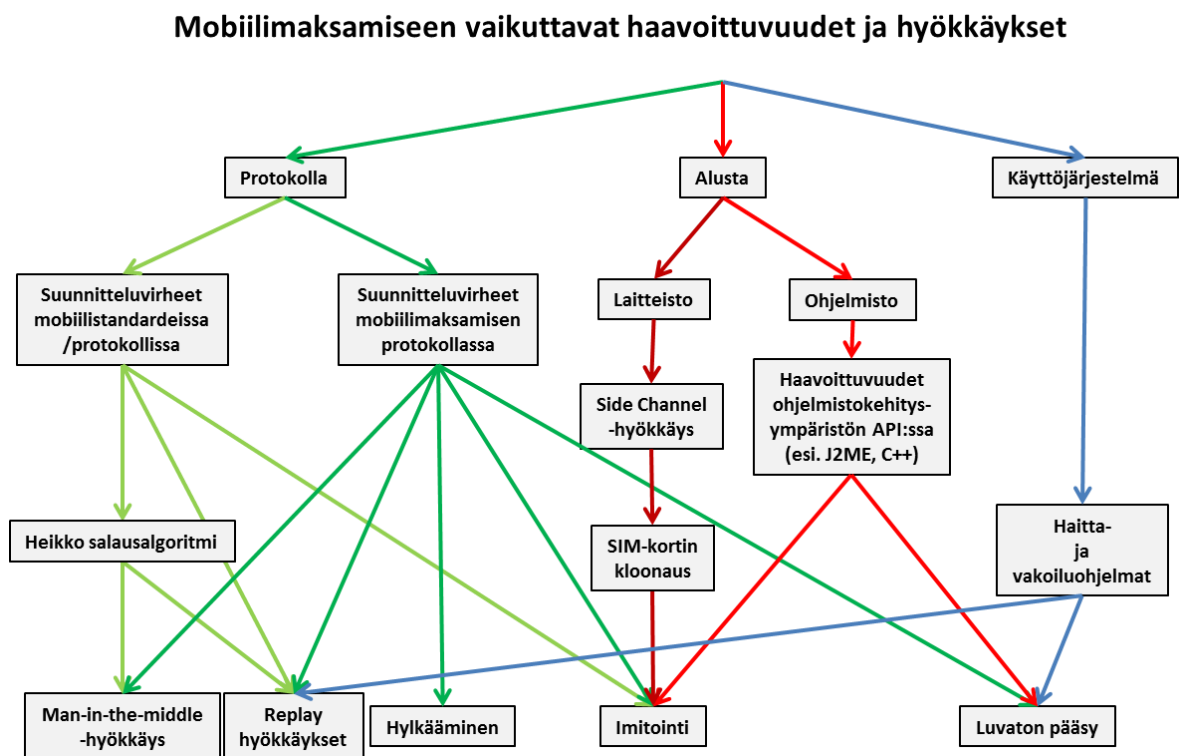 Mobiilimaksamiseen vaikuttavat haavoittuvuudet ja hyökkäykset
Protokolla
Alusta
Käyttöjärjestelmä
Suunnitteluvirheet
mobiilistandardeissa
/protokollissa
Suunnitteluvirheet
mobiilimaksamisen
protokollassa
Laitteisto
Ohjelmisto
Side Channel
-hyökkäys
Haavoittuvuudet
ohjelmistokehitys-
ympäristön API:ssa
(esi. J2ME, C++)
Heikko salausalgoritmi
SIM-kortin
kloonaus
Haitta-
ja
vakoiluohjelmat
Man-in-the-middle
-hyökkäys
Replay
hyökkäykset
Hylkääminen
Imitointi
Luvaton pääsy